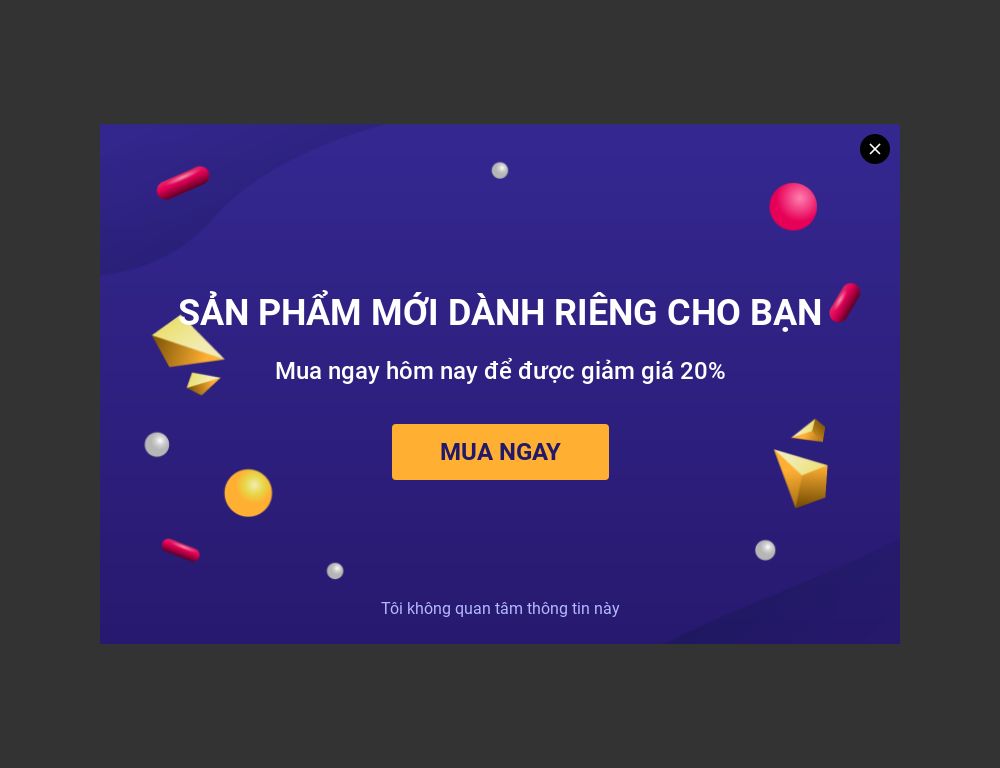 SẢN PHẨM MỚI DÀNH RIÊNG CHO BẠN
Mua ngay hôm nay để được giảm giá 20%
MUA NGAY
Tôi không quan tâm thông tin này